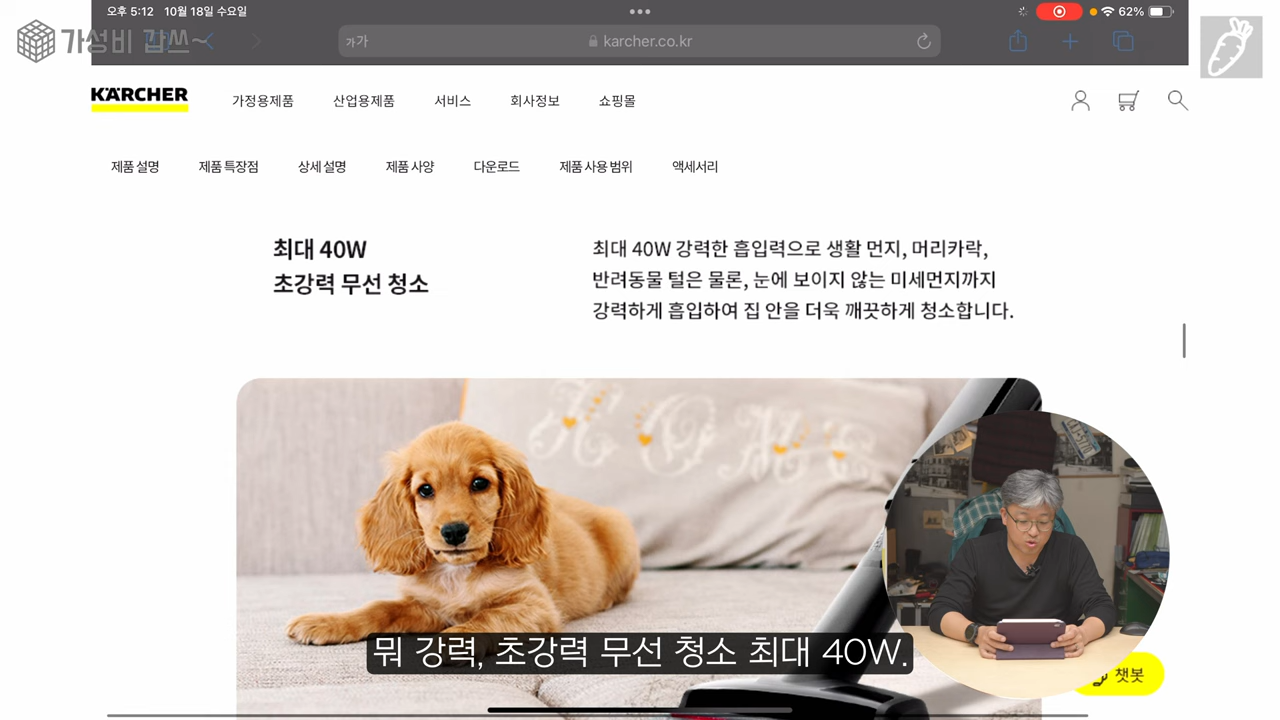 오후 5:12 10월 18일 수요일
62%
가성비 갑쓰~
가가
karcher.co.kr
KÄRCHER
가정용제품 산업용제품 서비스 회사정보 쇼핑몰
제품 설명 제품 특장점 상세 설명 제품 사양 다운로드 제품 사용 범위 액세서리
최대 40W
초강력 무선 청소
최대 40W 강력한 흡입력으로 생활 먼지, 머리카락,
반려동물 털은 물론, 눈에 보이지 않는 미세먼지까지
강력하게 흡입하여 집 안을 더욱 깨끗하게 청소합니다.
HOME
뭐 강력, 초강력 무선 청소 최대 40W.
챗봇